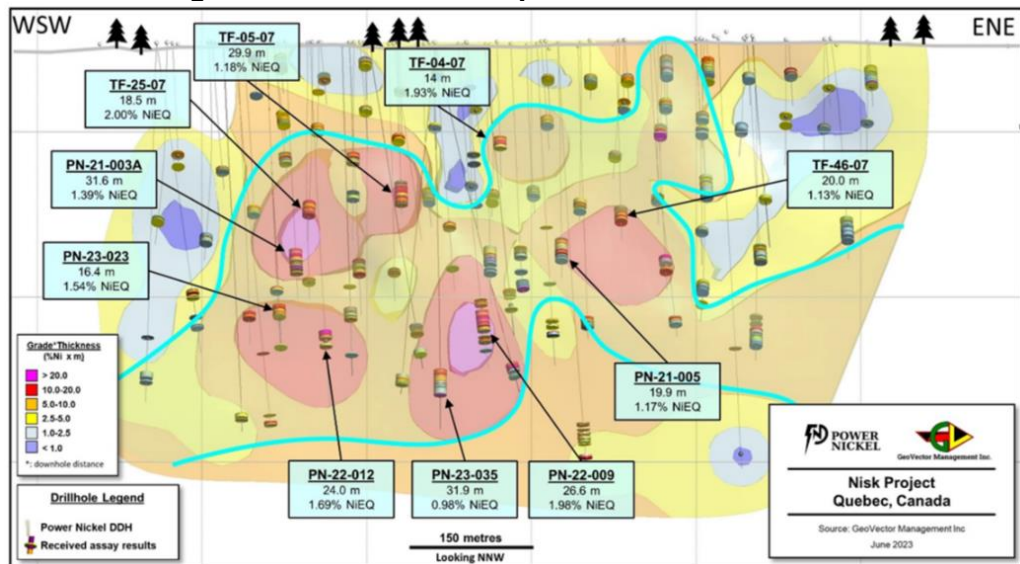 WSW
ENE
TF-05-07
29.9 m
1.18% NiEQ
TF-04-07
14 m
1.93% NiEQ
TF-25-07
18.5 m
2.00% NiEQ
PN-21-003A
31.6 m
1.39% NiEQ
TF-46-07
20.0 m
1.13% NiEQ
PN-23-023
16.4 m
1.54% NiEQ
Grade*Thickness
(%Ni x m)
> 20.0
10.0-20.0
5.0-10.0
2.5-5.0
1.0-2.5
< 1.0
*: downhole distance
PN-21-005
19.9 m
1.17% NiEQ
Drillhole Legend
Power Nickel DDH
Received assay results
PN-22-012
24.0 m
1.69% NiEQ
PN-23-035
31.9 m
0.98% NiEQ
PN-22-009
26.6 m
1.98% NiEQ
150 metres
Looking NNW
POWER
NICKEL
GeoVector Management Inc.
Nisk Project
Quebec, Canada
Source: GeoVector Management Inc
June 2023